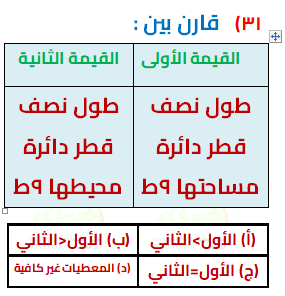 ٣١) قارن بين :
القيمة الأولى
القيمة الثانية
طول نصف
قطر دائرة
مساحتها ٩ط
طول نصف
قطر دائرة
محيطها ٩ط
(أ) الأول>الثاني
(ب) الأول<الثاني
(ج) الأول=الثاني
(د) المعطيات غير كافية